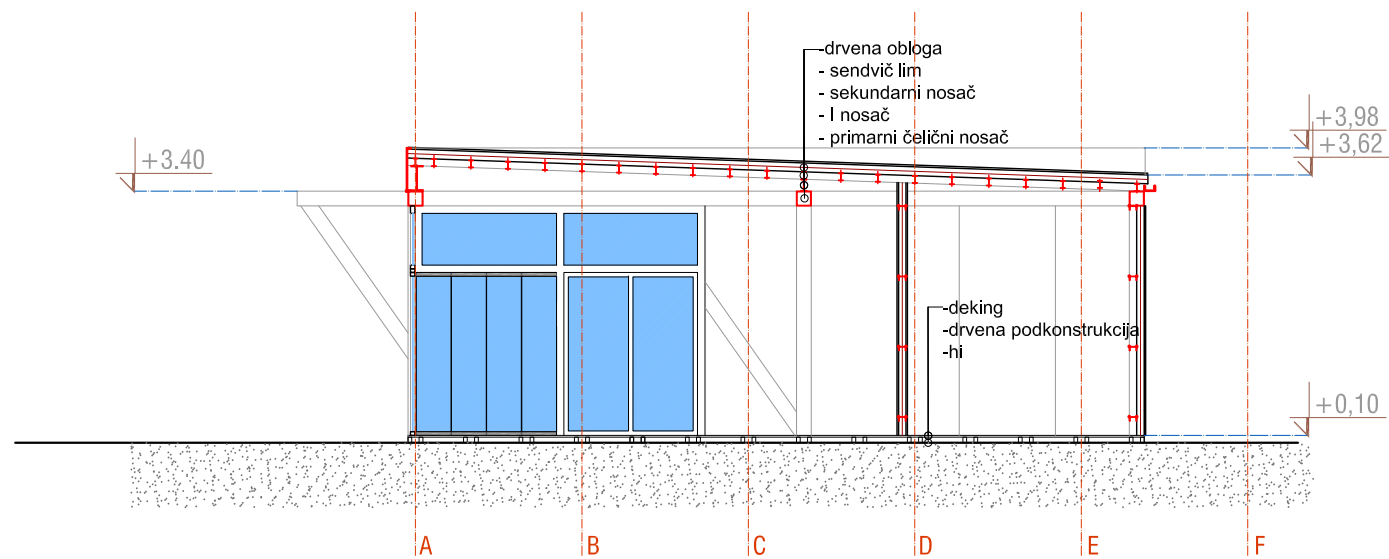 -drvena obloga
- sendvič lim
- sekundarni nosač
- I nosač
- primarni čelični nosač
+3,98
+3,62
+3.40
-deking
-drvena podkonstrukcija
-hi
+0,10
A
B
C
D
E
F